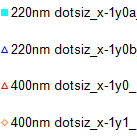 220nm dotsiz_x-1y0a
220nm dotsiz_x-1y0b
400nm dotsiz_x-1y0_
400nm dotsiz_x-1y1_